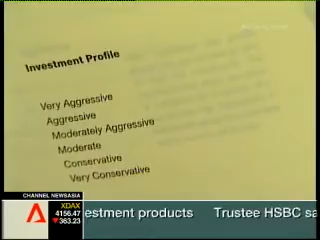 Investment Profile
Very Aggressive
Aggressive
Moderately Aggressive
Moderate
Conservative
Very Conservative
CHANNEL NEWSASIA
XDAX
4156.47
363.23
estment products Trustee HSBC sa